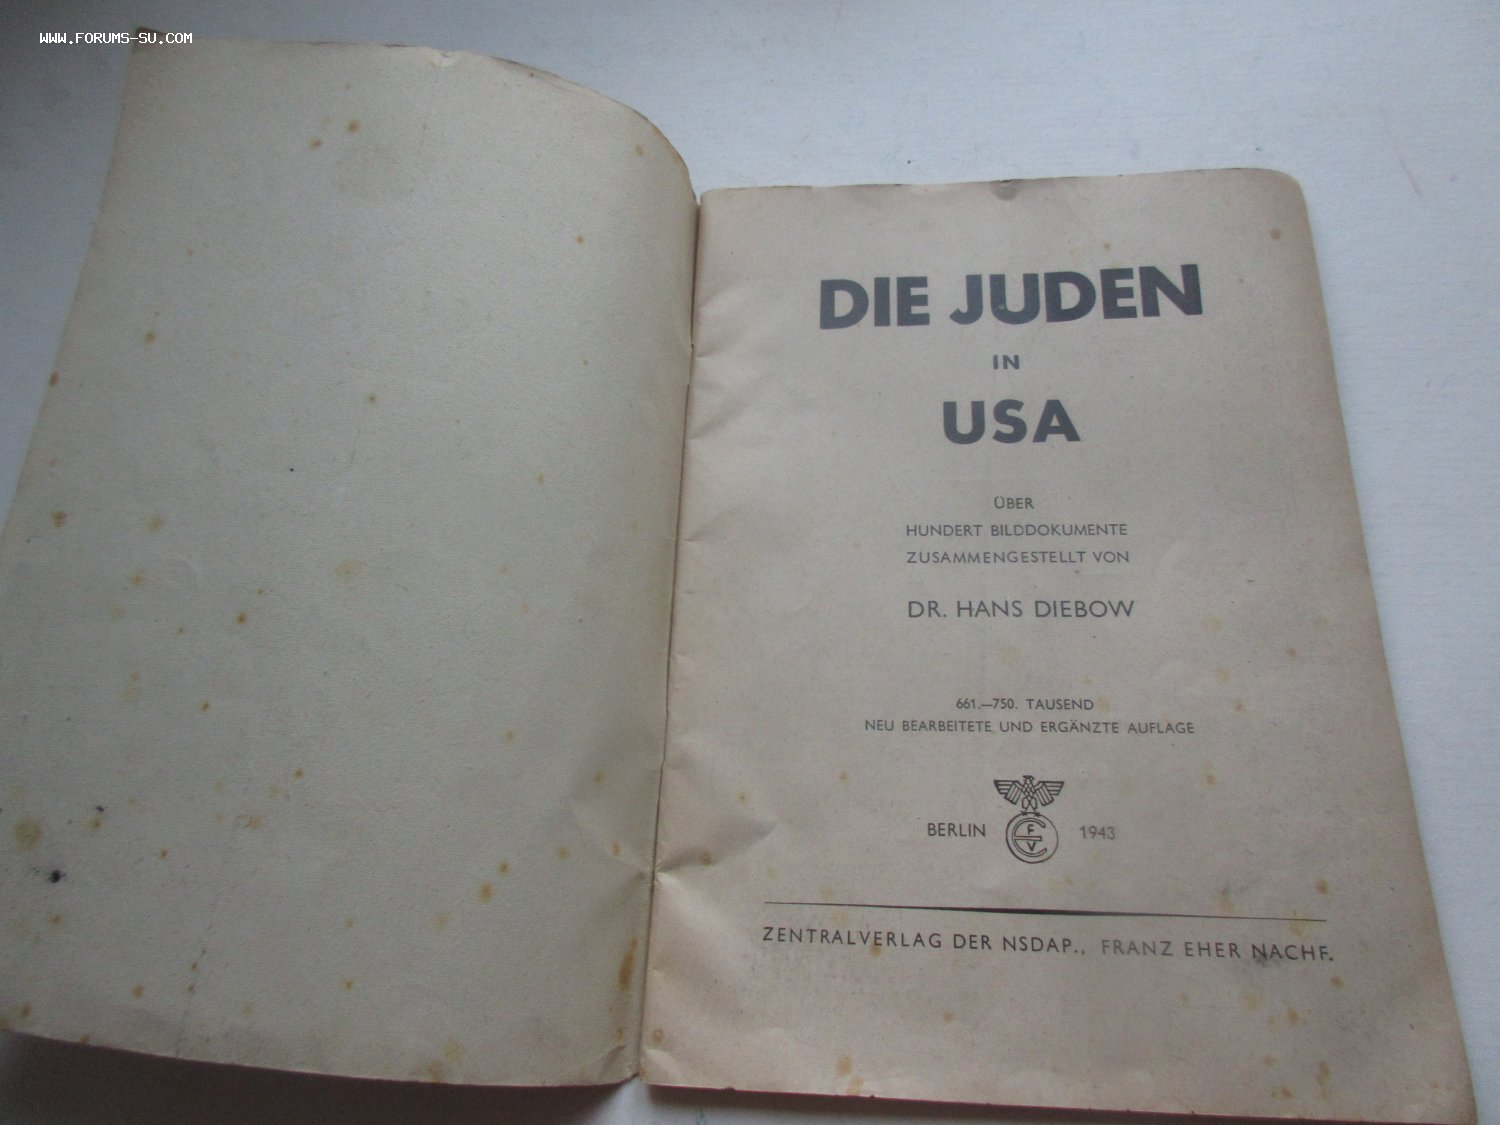 WWW.FORUMS-SU.COM
DIE JUDEN
IN
USA
ÜBER
HUNDERT BILDDOKUMENTE
ZUSAMMENGESTELLT VON
DR. HANS DIEBOW
661.—750. TAUSEND
NEU BEARBEITETE UND ERGÄNZTE AUFLAGE
BERLIN FEV 1943
ZENTRALVERLAG DER NSDAP., FRANZ EHER NACHF.